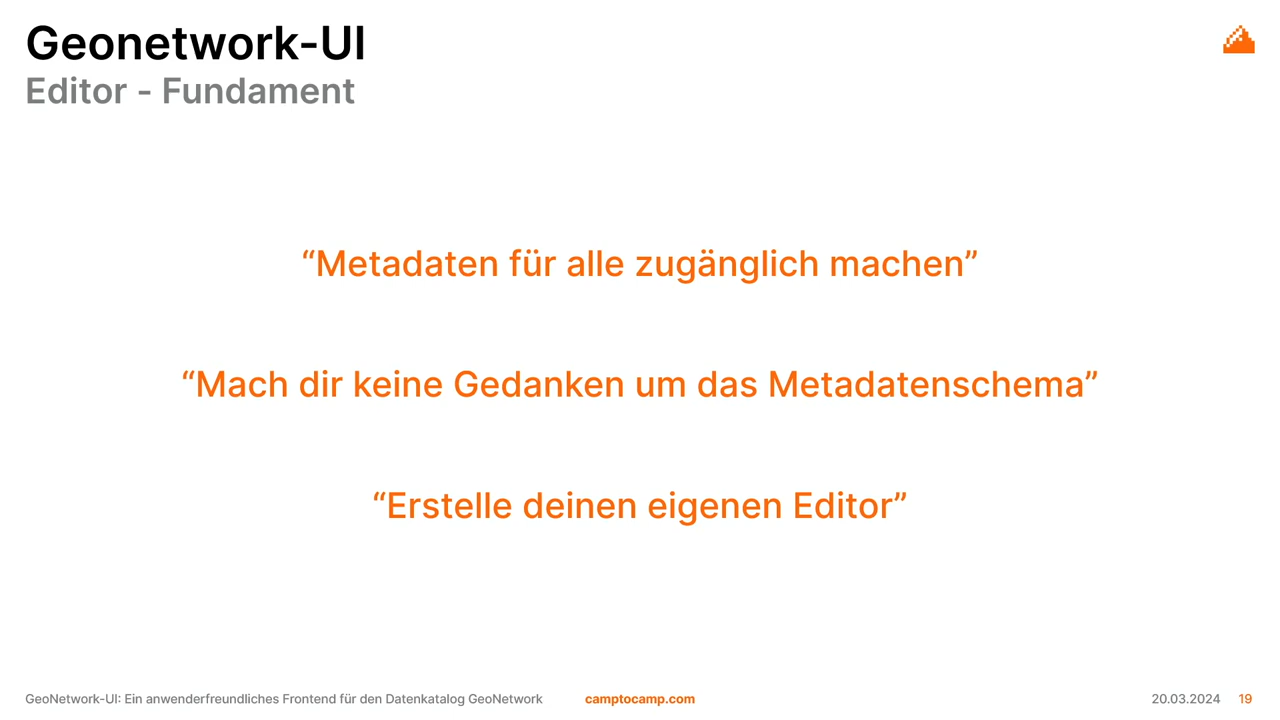 Geonetwork-UI
Editor - Fundament
“Metadaten für alle zugänglich machen”
“Mach dir keine Gedanken um das Metadatenschema”
“Erstelle deinen eigenen Editor”
GeoNetwork-UI: Ein anwenderfreundliches Frontend für den Datenkatalog GeoNetwork camptocamp.com 20.03.2024 19